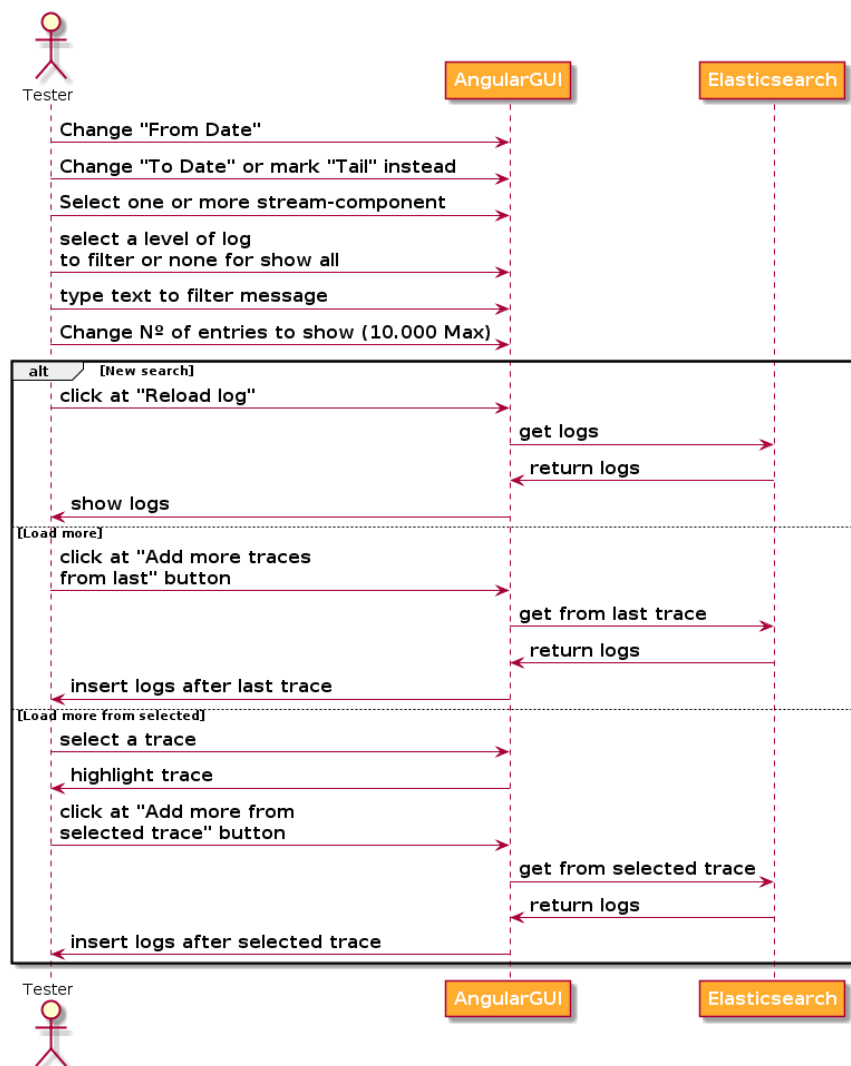 Tester
AngularGUI
Elasticsearch
Change "From Date"
Change "To Date" or mark "Tail" instead
Select one or more stream-component
select a level of log
to filter or none for show all
type text to filter message
Change Nº of entries to show (10.000 Max)
alt
[New search]
click at "Reload log"
get logs
return logs
show logs
[Load more]
click at "Add more traces
from last" button
get from last trace
return logs
insert logs after last trace
[Load more from selected]
select a trace
highlight trace
click at "Add more from
selected trace" button
get from selected trace
return logs
insert logs after selected trace
Tester
AngularGUI
Elasticsearch